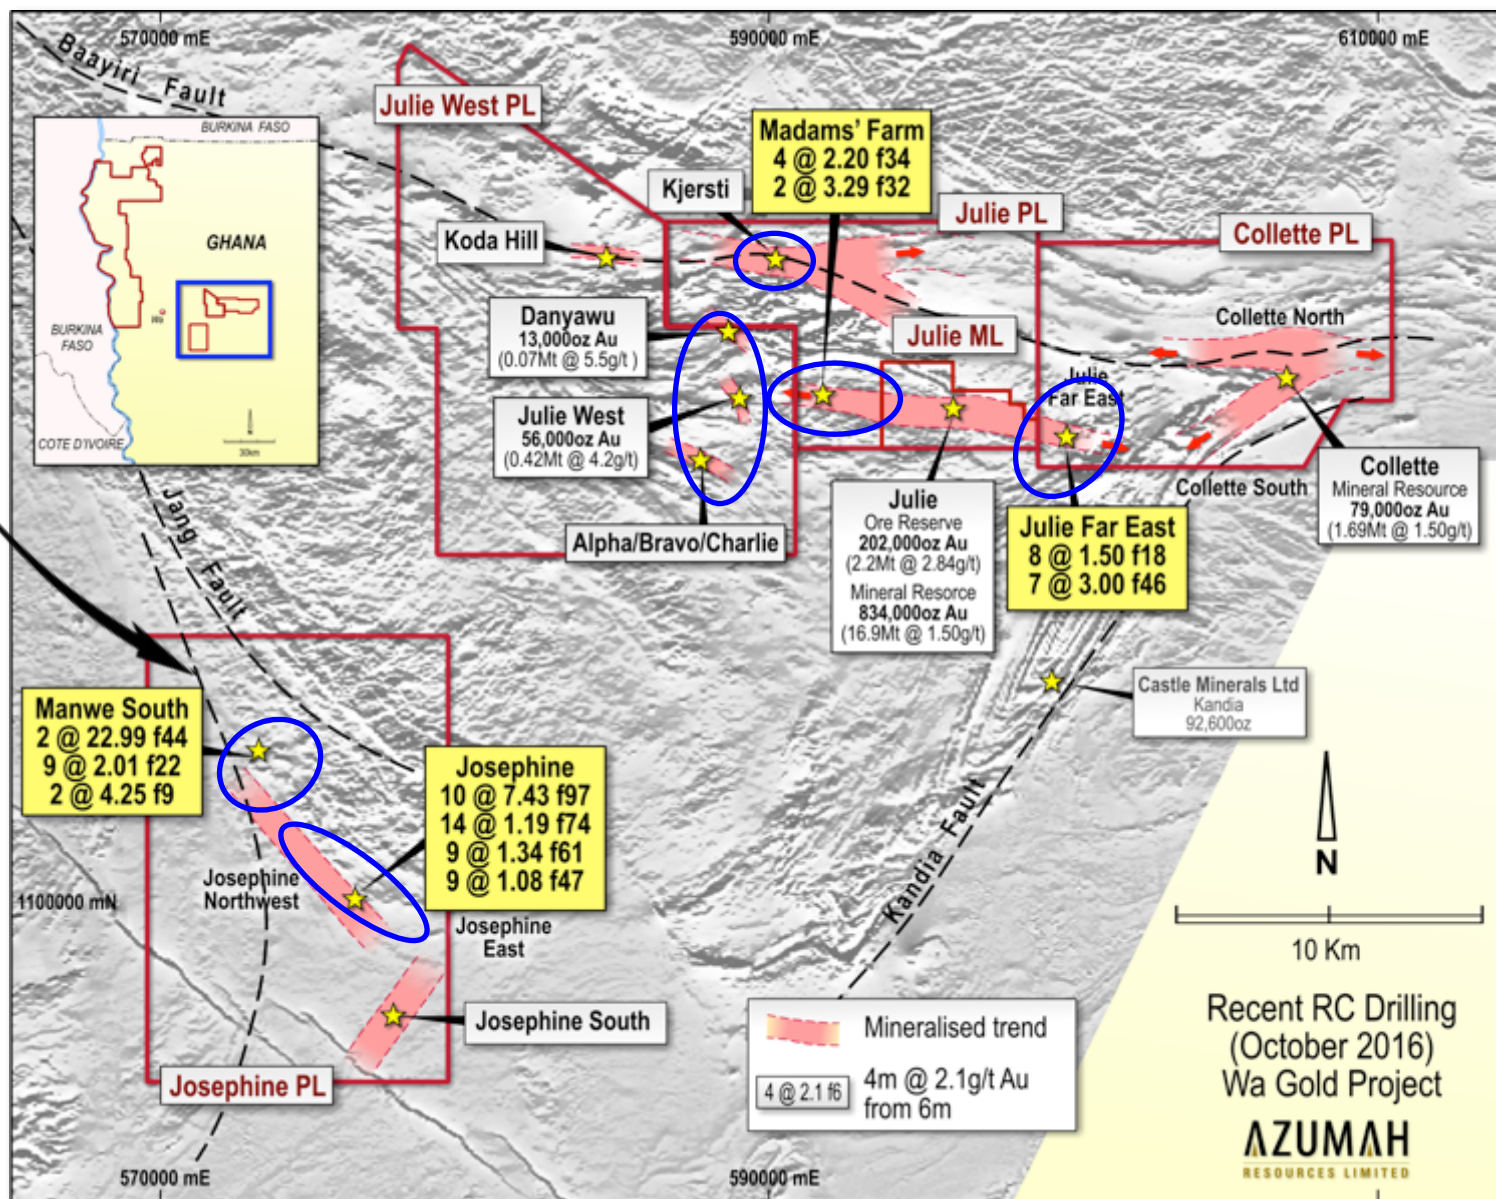 570000 mE
590000 mE
610000 mE
Baayiri Fault
Julie West PL
BURKINA FASO
GHANA
Wa
BURKINA
FASO
COTE D'IVOIRE
30km
Madams' Farm
4 @ 2.20 f34
2 @ 3.29 f32
Kjersti
Koda Hill
Julie PL
Collette PL
Danyawu
13,000oz Au
(0.07Mt @ 5.5g/t )
Julie ML
Collette North
Julie
Far East
Julie West
56,000oz Au
(0.42Mt @ 4.2g/t)
Alpha/Bravo/Charlie
Julie
Ore Reserve
202,000oz Au
(2.2Mt @ 2.84g/t)
Mineral Resorce
834,000oz Au
(16.9Mt @ 1.50g/t)
Julie Far East
8 @ 1.50 f18
7 @ 3.00 f46
Collette South
Collette
Mineral Resource
79,000oz Au
(1.69Mt @ 1.50g/t)
Jang Fault
Castle Minerals Ltd
Kandia
92,600oz
Manwe South
2 @ 22.99 f44
9 @ 2.01 f22
2 @ 4.25 f9
Josephine
10 @ 7.43 f97
14 @ 1.19 f74
9 @ 1.34 f61
9 @ 1.08 f47
Josephine
Northwest
1100000 mN
Josephine
East
Kandia Fault
N
10 Km
Josephine South
Josephine PL
Mineralised trend
4 @ 2.1 f6
4m @ 2.1g/t Au
from 6m
Recent RC Drilling
(October 2016)
Wa Gold Project
AZUMAH
RESOURCES LIMITED
570000 mE
590000 mE